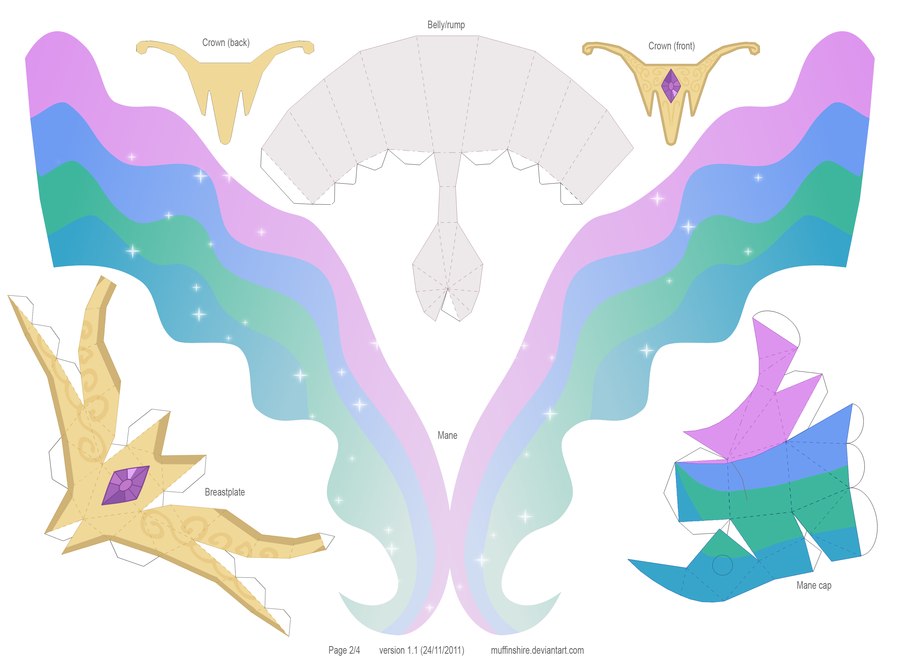 Belly/rump
Crown (back)
Crown (front)
Mane
Breastplate
Mane cap
Page 2/4 version 1.1 (24/11/2011) muffinshire.deviantart.com